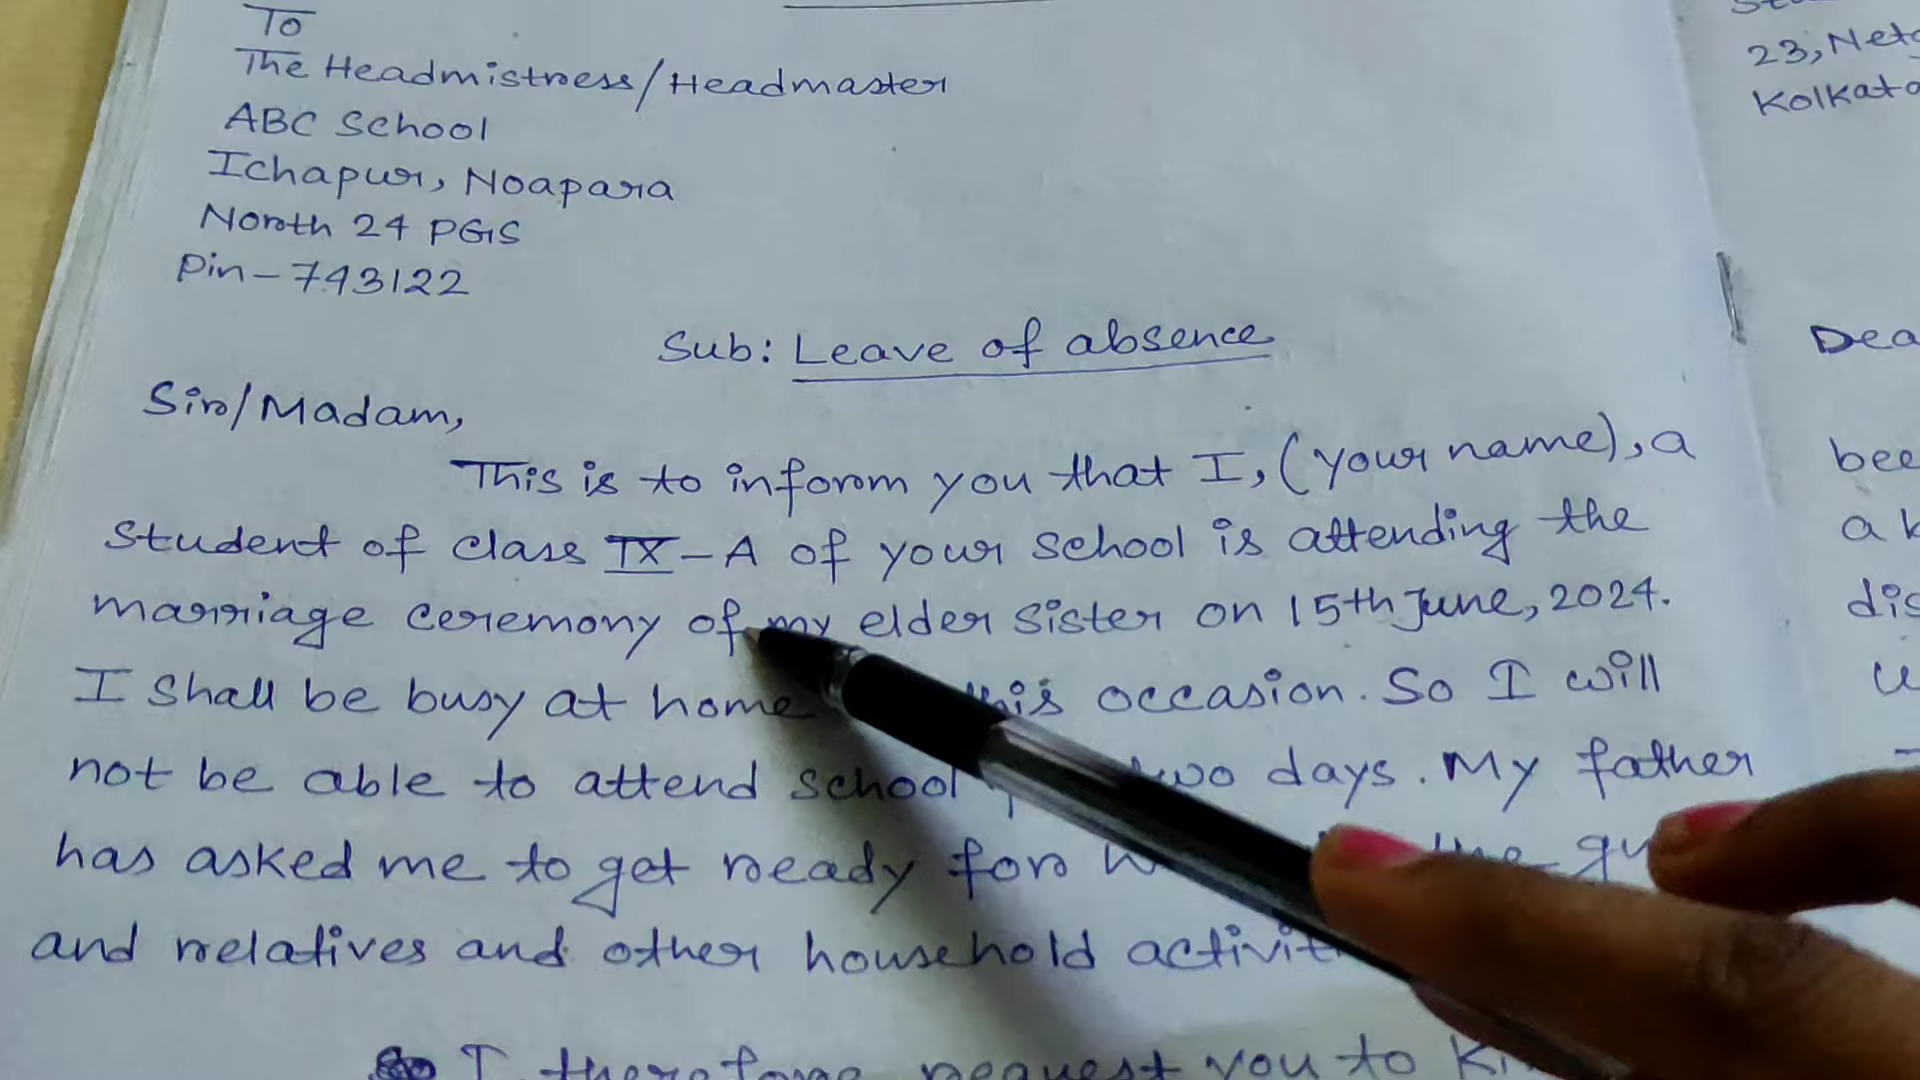 To
The Headmistress/Headmaster
ABC School
Ichapur, Noapara
North 24 PGS
Pin-743122
Sub: Leave of absence
Sir/Madam,
This is to inform you that I, (your name), a
student of class IX-A of your school is attending the
marriage ceremony of my elder sister on 15th June, 2024.
I shall be busy at home this occasion. So I will
not be able to attend school two days. My father
has asked me to get ready for the
and relatives and other household
I therefore request you to
23,
Kolkata